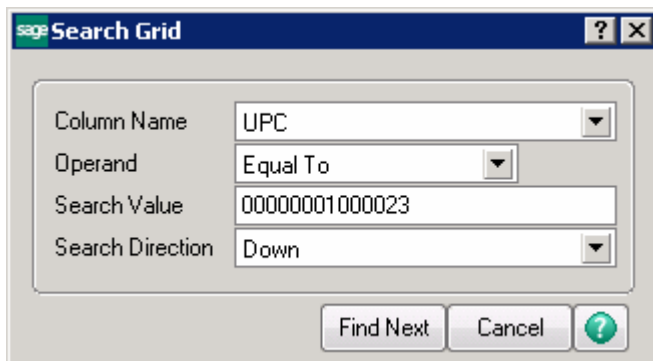 sage Search Grid
Column Name UPC
Operand Equal To
Search Value 00000001000023
Search Direction Down
Find Next Cancel